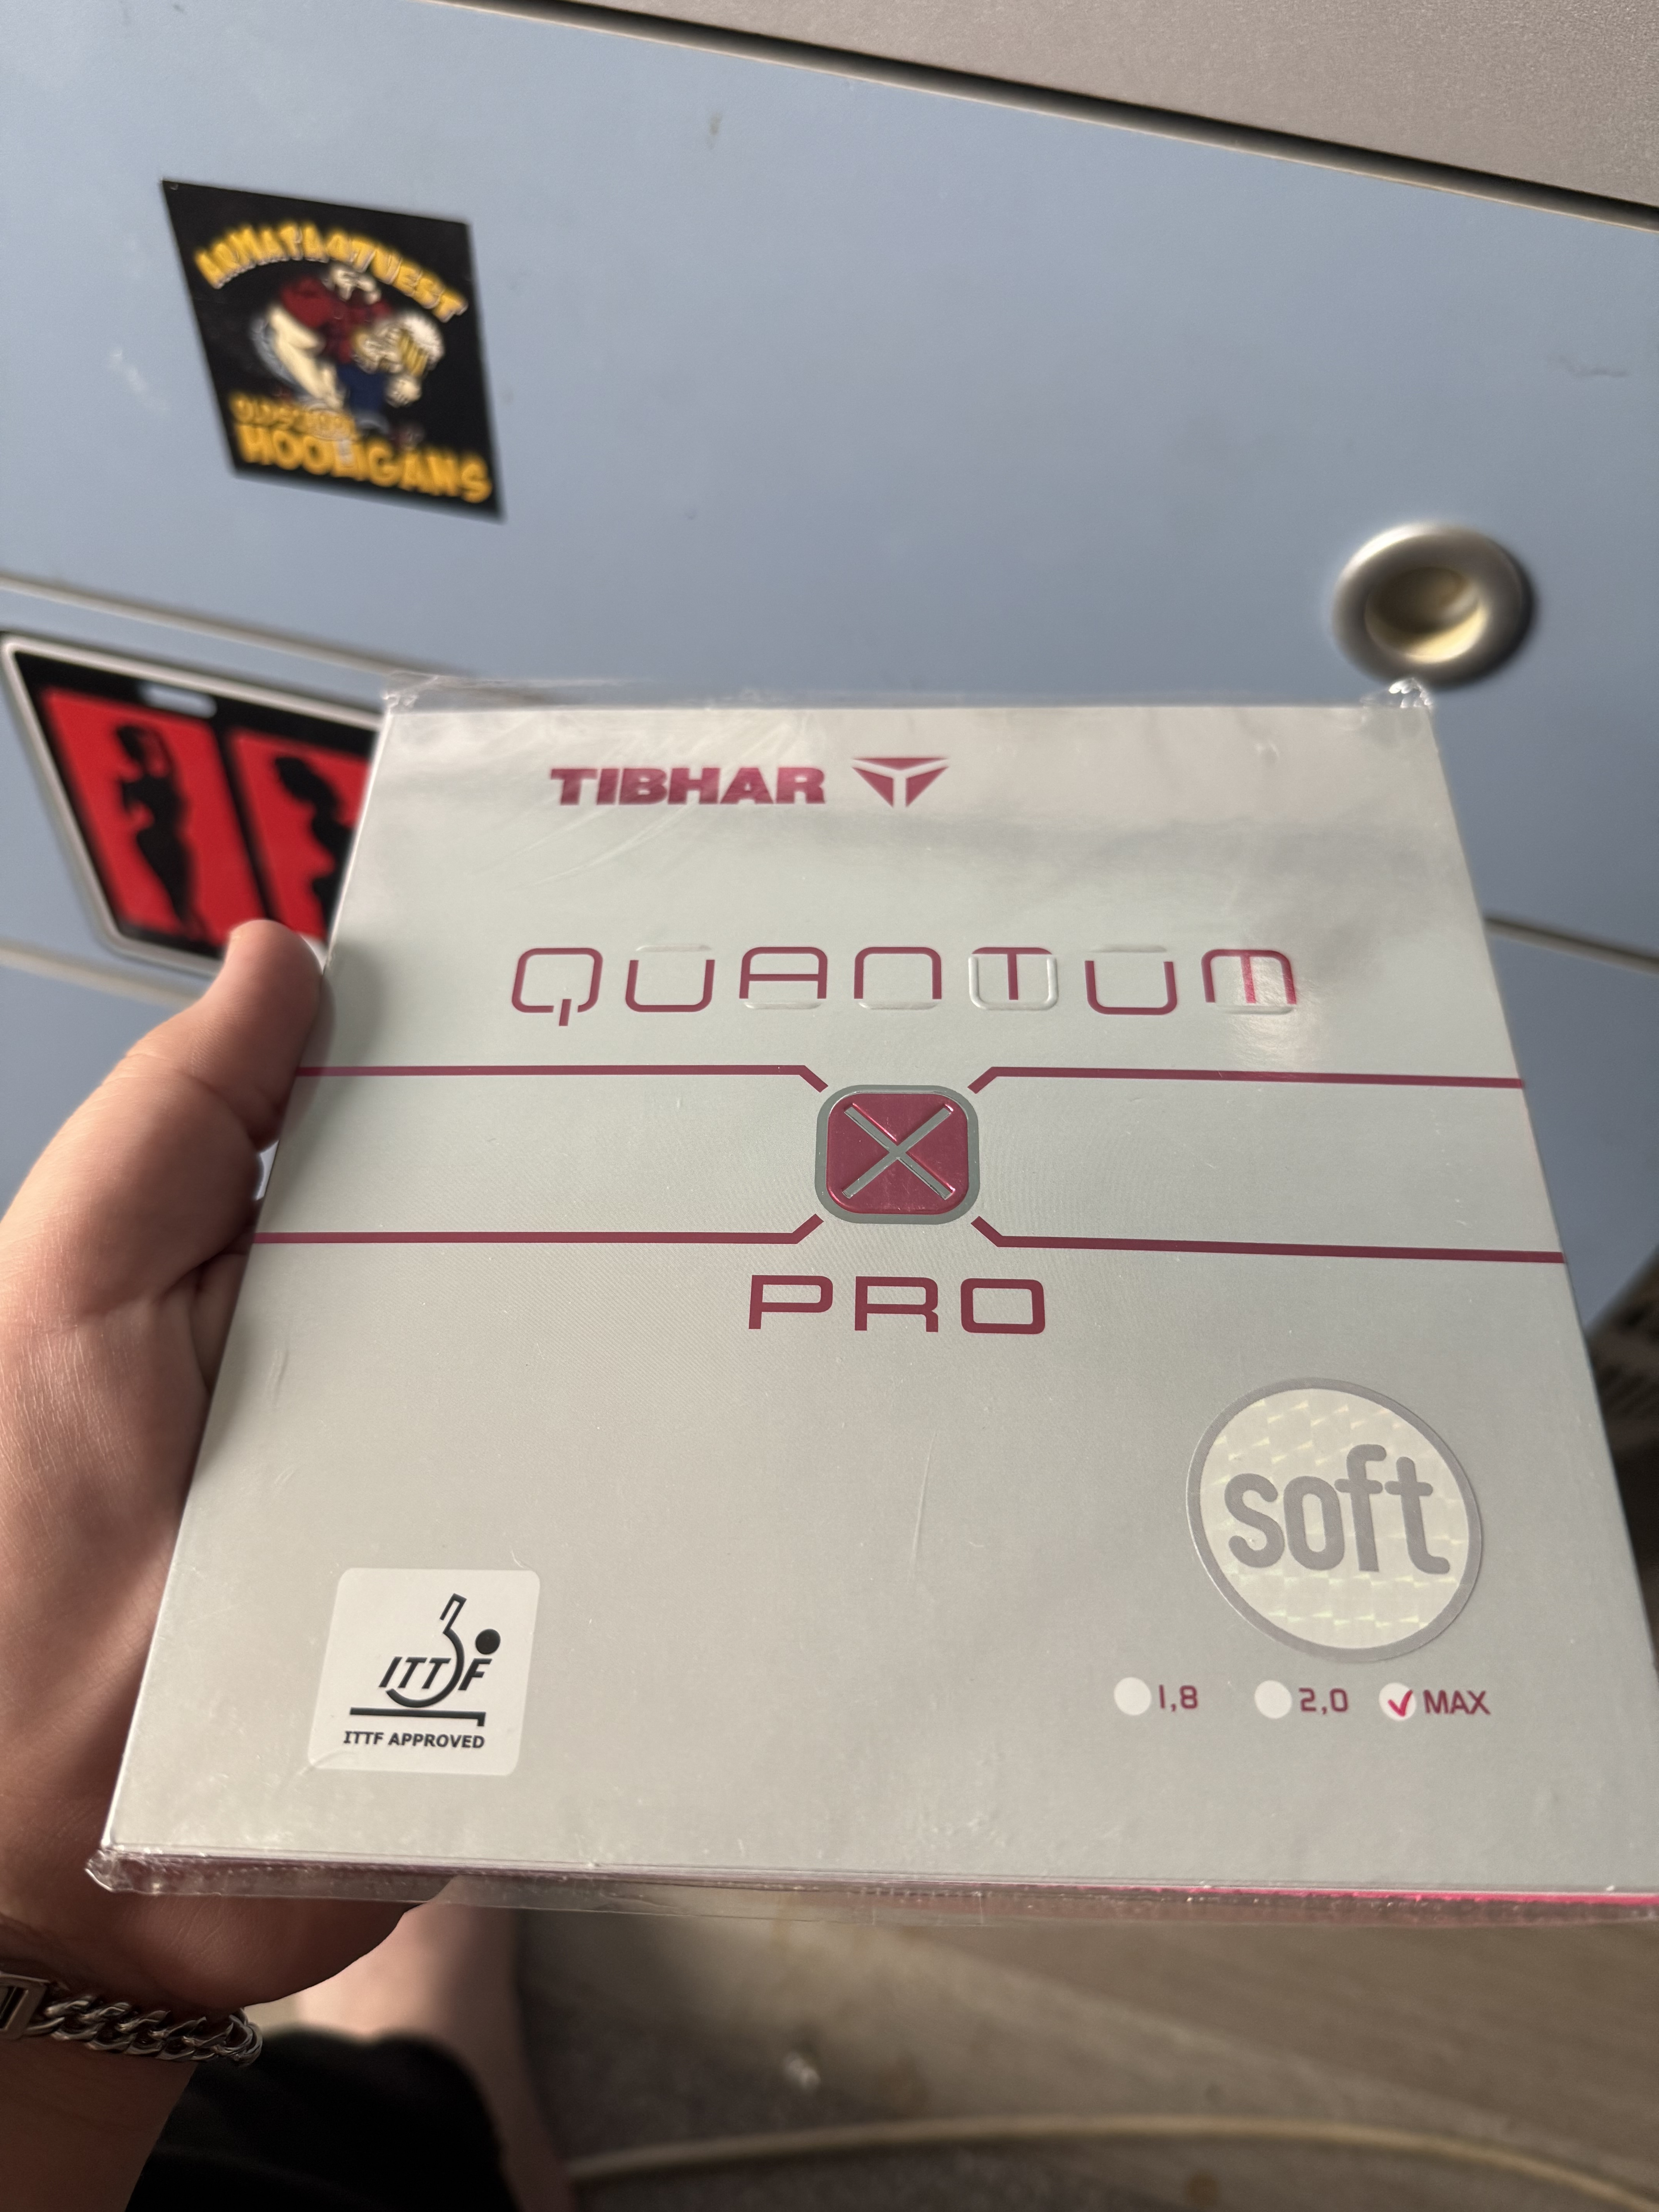 HOOLIGANS
TIBHAR
QUANTUM
X
PRO
soft
ITTF
ITTF APPROVED
1,8 2,0 MAX